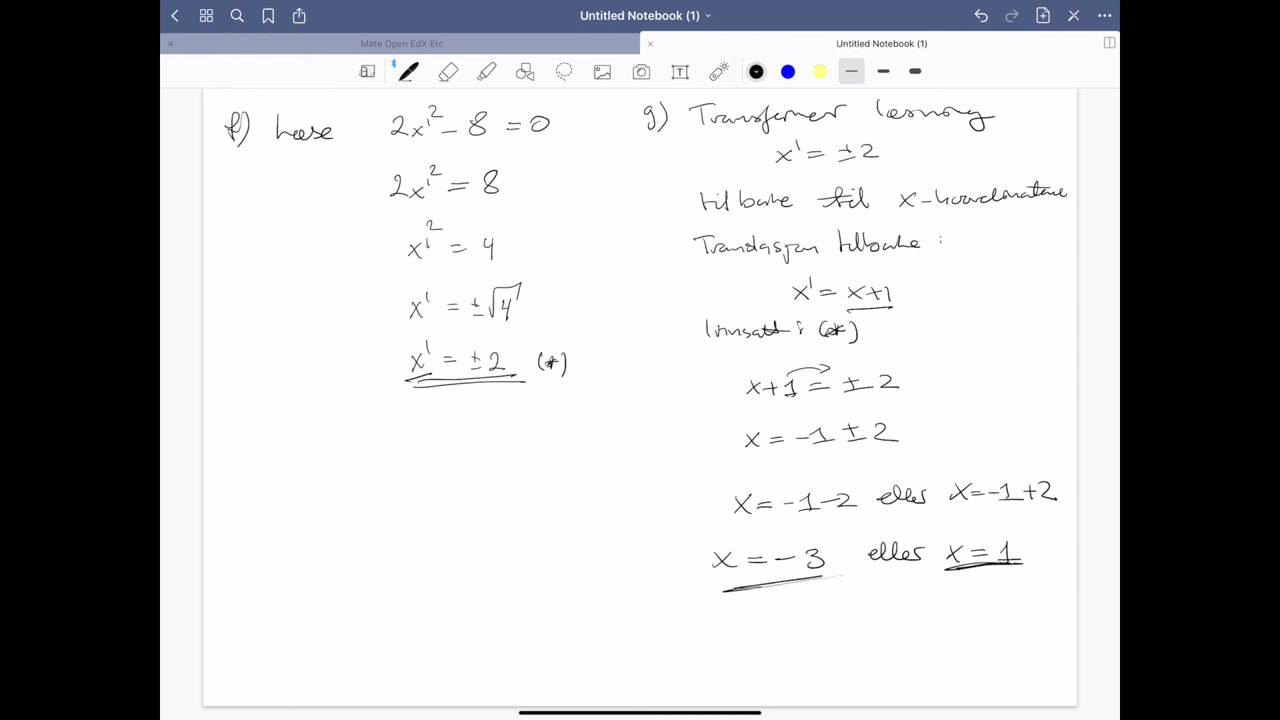 Untitled Notebook (1)
Møte Open EdX Etc
Untitled Notebook (1)
f) Løse 2x'² - 8 = 0
2x'² = 8
x'² = 4
x' = ±√4
x' = ±2 (*)
g) Transformer løsning
x' = ±2
tilbake til x-koordinatene
Translasjon tilbake :
x' = x+1
Innsatt i (*)
x+1 = ±2
x = -1 ± 2
x = -1-2 eller x = -1+2
x = -3 eller x = 1